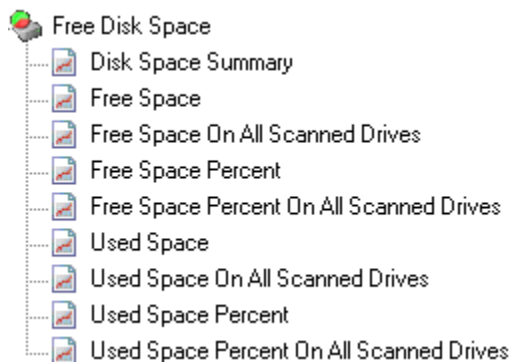 Free Disk Space
Disk Space Summary
Free Space
Free Space On All Scanned Drives
Free Space Percent
Free Space Percent On All Scanned Drives
Used Space
Used Space On All Scanned Drives
Used Space Percent
Used Space Percent On All Scanned Drives